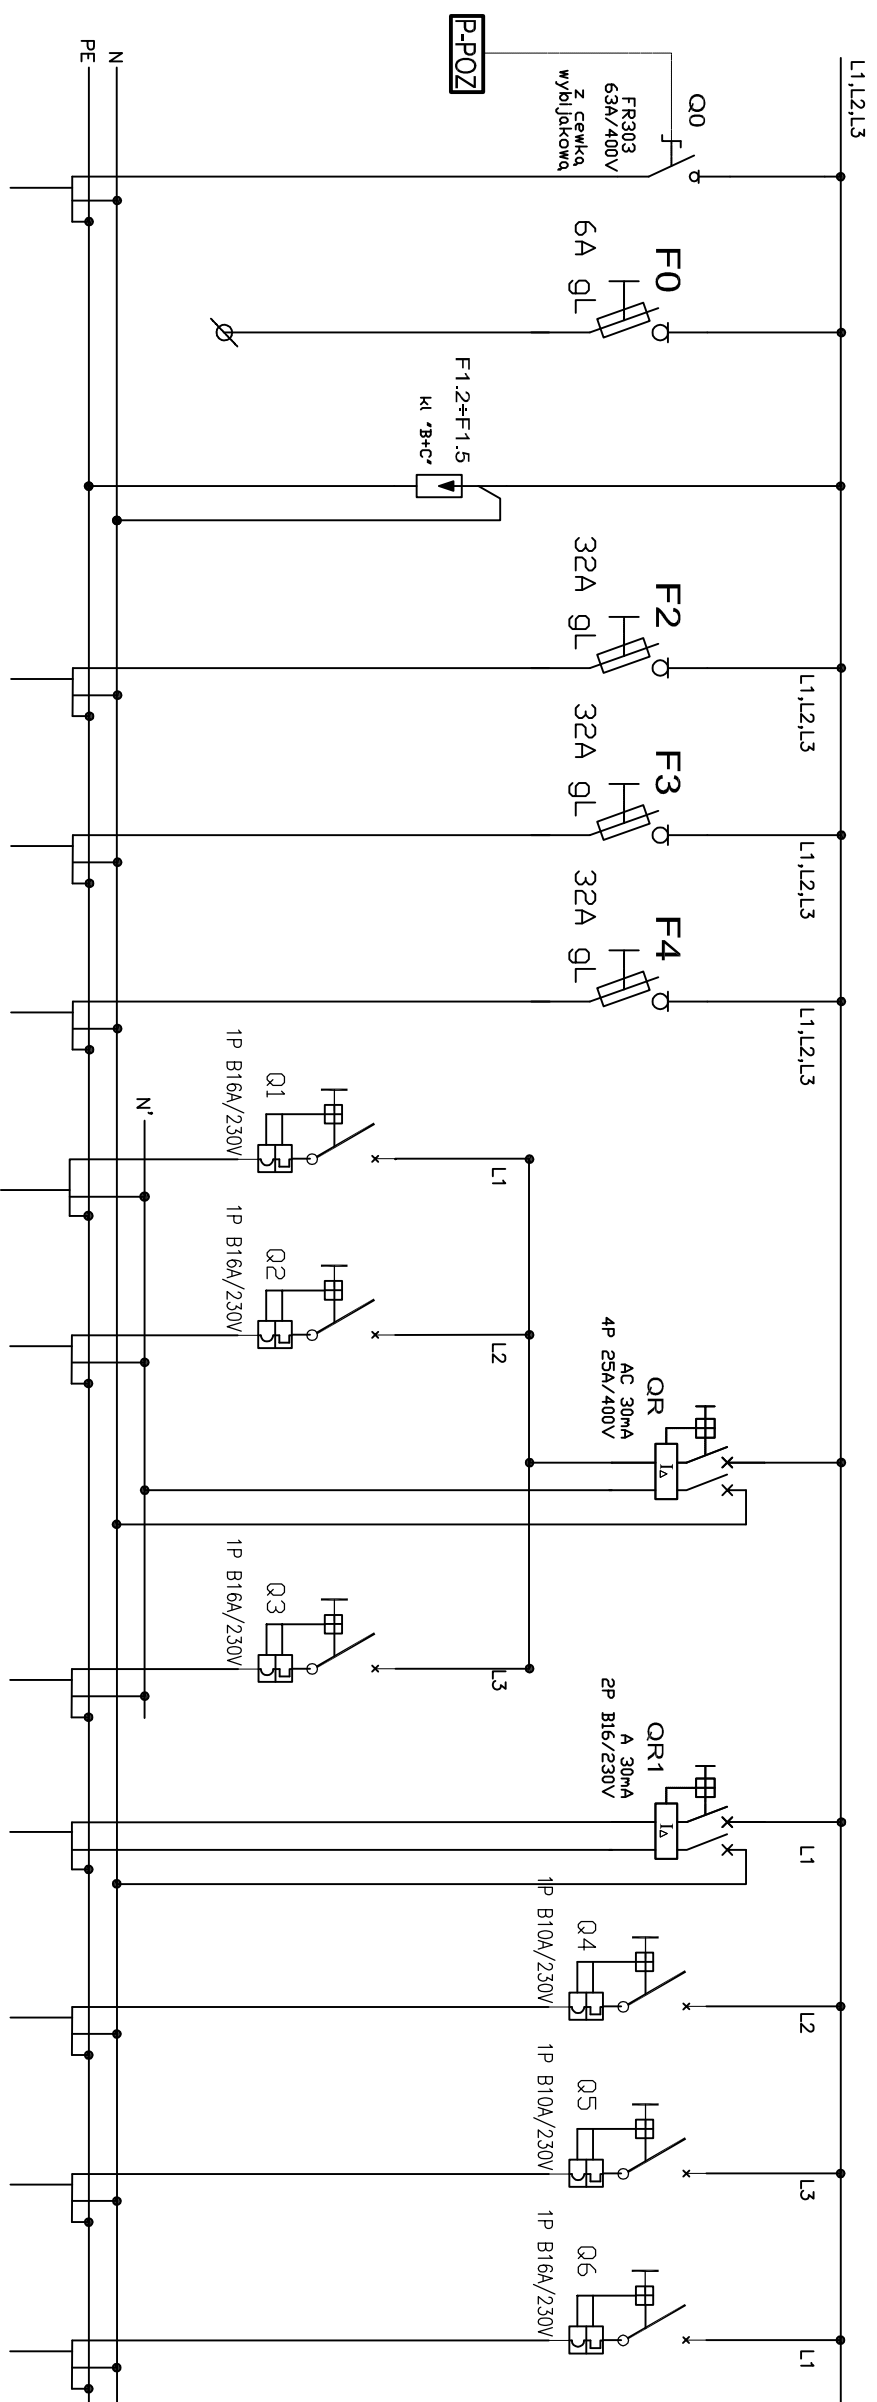 L1,L2,L3
P-POZ
Q0
FR303
63A/400V
z cewką
wybijakową
N
PE
F0
6A gL
F1.2÷F1.5
kl "B+C"
F2
32A gL
L1,L2,L3
F3
32A gL
L1,L2,L3
F4
32A gL
L1,L2,L3
N'
Q1
1P B16A/230V
L1
Q2
1P B16A/230V
L2
QR
AC 30mA
4P 25A/400V
I△
Q3
1P B16A/230V
L3
QR1
A 30mA
2P B16/230V
I△
L1
Q4
1P B10A/230V
L2
Q5
1P B10A/230V
L3
Q6
1P B16A/230V
L1